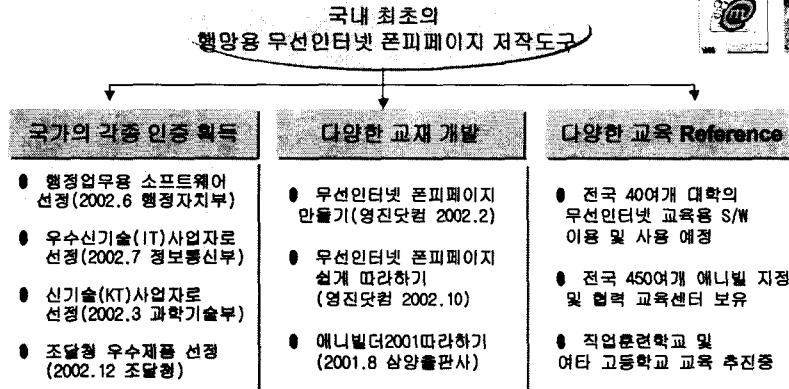 국내 최초의
행망용 무선인터넷 폰피페이지 저작도구
국가의 각종 인증 획득
● 행정업무용 소프트웨어
선정(2002.6 행정자치부)
● 우수신기술(IT)사업자로
선정(2002.7 정보통신부)
● 신기술(KT)사업자로
선정(2002.3 과학기술부)
● 조달청 우수제품 선정
(2002.12 조달청)
다양한 교재 개발
● 무선인터넷 폰피페이지
만들기(영진닷컴 2002.2)
● 무선인터넷 폰피페이지
쉽게 따라하기
(영진닷컴 2002.10)
● 애니빌더2001따라하기
(2001.8 삼양출판사)
다양한 교육 Reference
● 전국 40여개 대학의
무선인터넷 교육용 S/W
이용 및 사용 예정
● 전국 450여개 애니빌 지정
및 협력 교육센터 보유
● 직업훈련학교 및
여타 고등학교 교육 추진중